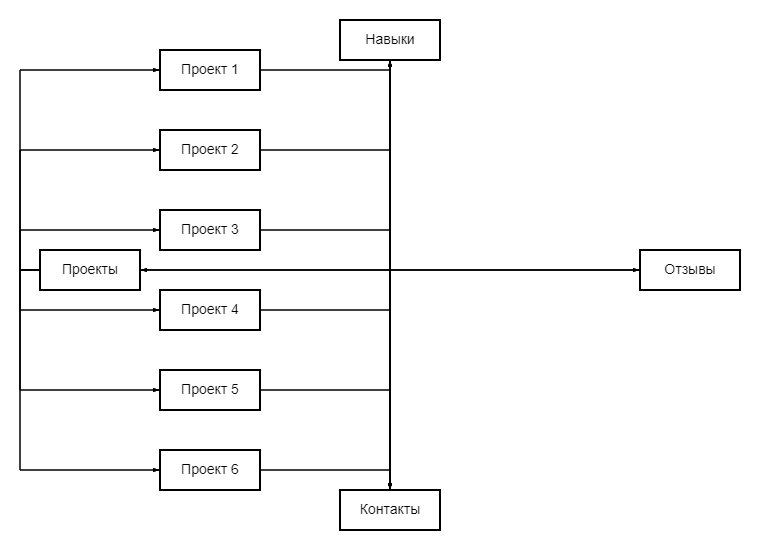 Навыки
Проект 1
Проект 2
Проект 3
Проекты
Отзывы
Проект 4
Проект 5
Проект 6
Контакты